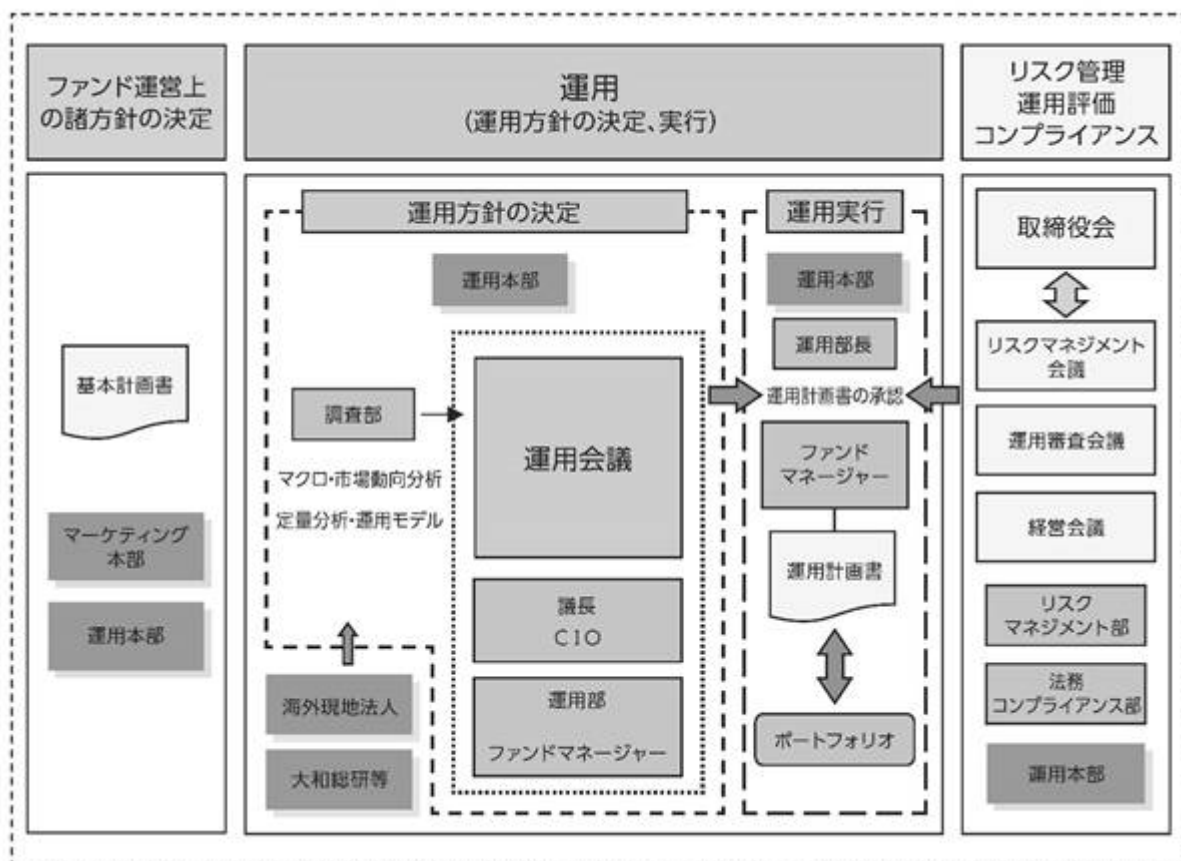 ファンド運営上
の諸方針の決定
運用
(運用方針の決定、実行)
リスク管理
運用評価
コンプライアンス
基本計画書
マーケティング
本部
運用本部
運用方針の決定
運用本部
調査部
マクロ・市場動向分析
定量分析・運用モデル
運用会議
議長
CIO
運用部
ファンドマネージャー
海外現地法人
大和総研等
運用実行
運用本部
運用部長
運用計画書の承認
ファンド
マネージャー
運用計画書
ポートフォリオ
取締役会
リスクマネジメント
会議
運用審査会議
経営会議
リスク
マネジメント部
法務
コンプライアンス部
運用本部